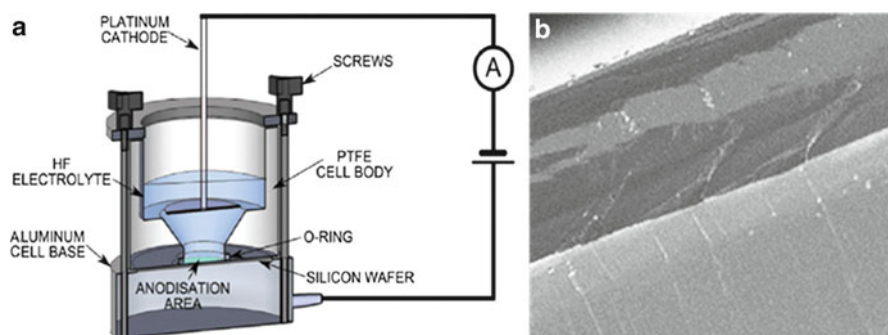 a
PLATINUM
CATHODE
SCREWS
A
HF
ELECTROLYTE
PTFE
CELL BODY
ALUMINUM
CELL BASE
O-RING
SILICON WAFER
ANODISATION
AREA
b